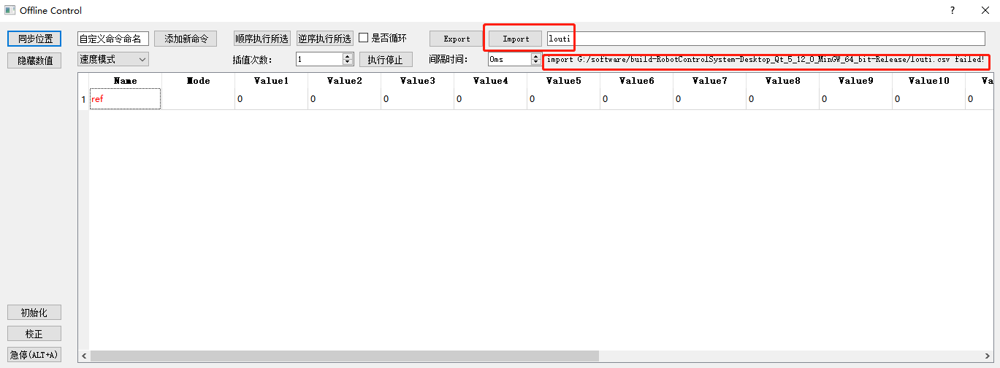 Offline Control
?
同步位置 自定义命令命名 添加新命令 顺序执行所选 逆序执行所选 是否循环 Export Import louti
隐藏数值 速度模式 插值次数: 1 执行停止 间隔时间: 0ms import G:/software/build-RobotControlSystem-Desktop_Qt_5_12_0_MinGW_64_bit-Release/louti.csv failed!
Name Mode Value1 Value2 Value3 Value4 Value5 Value6 Value7 Value8 Value9 Value10 Va
1 ref 0 0 0 0 0 0 0 0 0 0 0
初始化
校正
急停(ALT+A)